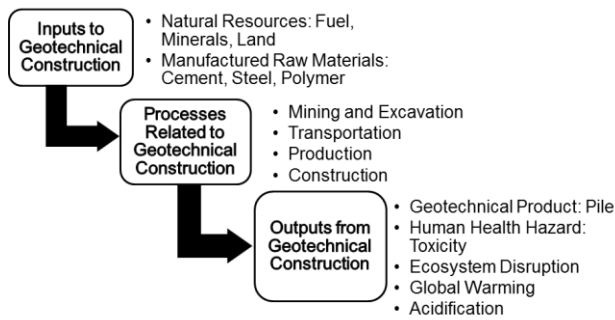 Inputs to
Geotechnical
Construction
• Natural Resources: Fuel,
Minerals, Land
• Manufactured Raw Materials:
Cement, Steel, Polymer
Processes
Related to
Geotechnical
Construction
• Mining and Excavation
• Transportation
• Production
• Construction
Outputs from
Geotechnical
Construction
• Geotechnical Product: Pile
• Human Health Hazard:
Toxicity
• Ecosystem Disruption
• Global Warming
• Acidification